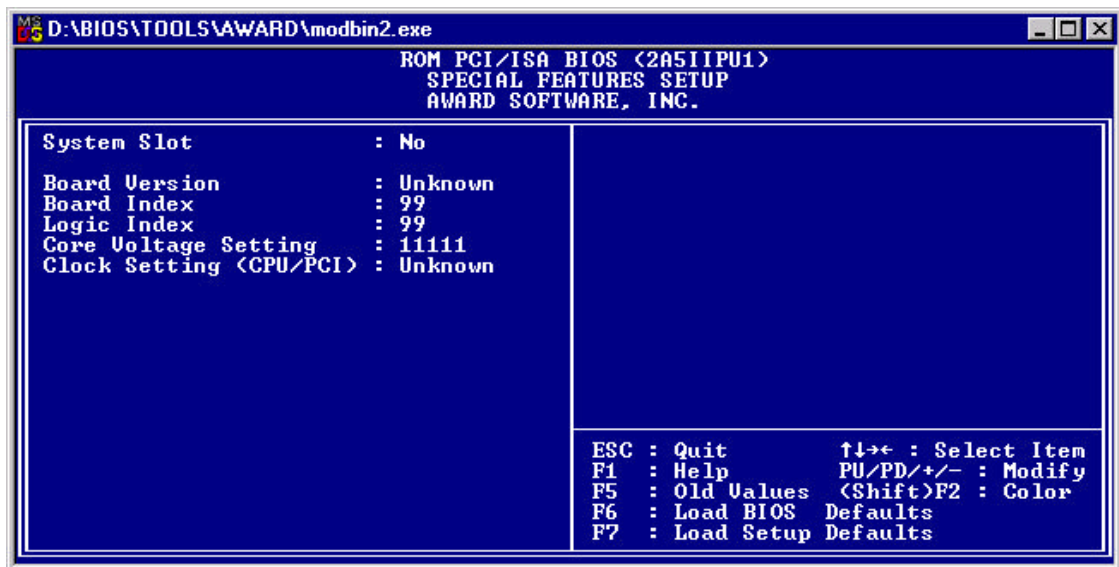 D:\BIOS\TOOLS\AWARD\modbin2.exe
ROM PCI/ISA BIOS (2A5IIPU1)
SPECIAL FEATURES SETUP
AWARD SOFTWARE, INC.
System Slot : No
Board Version : Unknown
Board Index : 99
Logic Index : 99
Core Voltage Setting : 11111
Clock Setting (CPU/PCI) : Unknown
ESC : Quit ↑↓→← : Select Item
F1 : Help PU/PD/+/- : Modify
F5 : Old Values (Shift)F2 : Color
F6 : Load BIOS Defaults
F7 : Load Setup Defaults